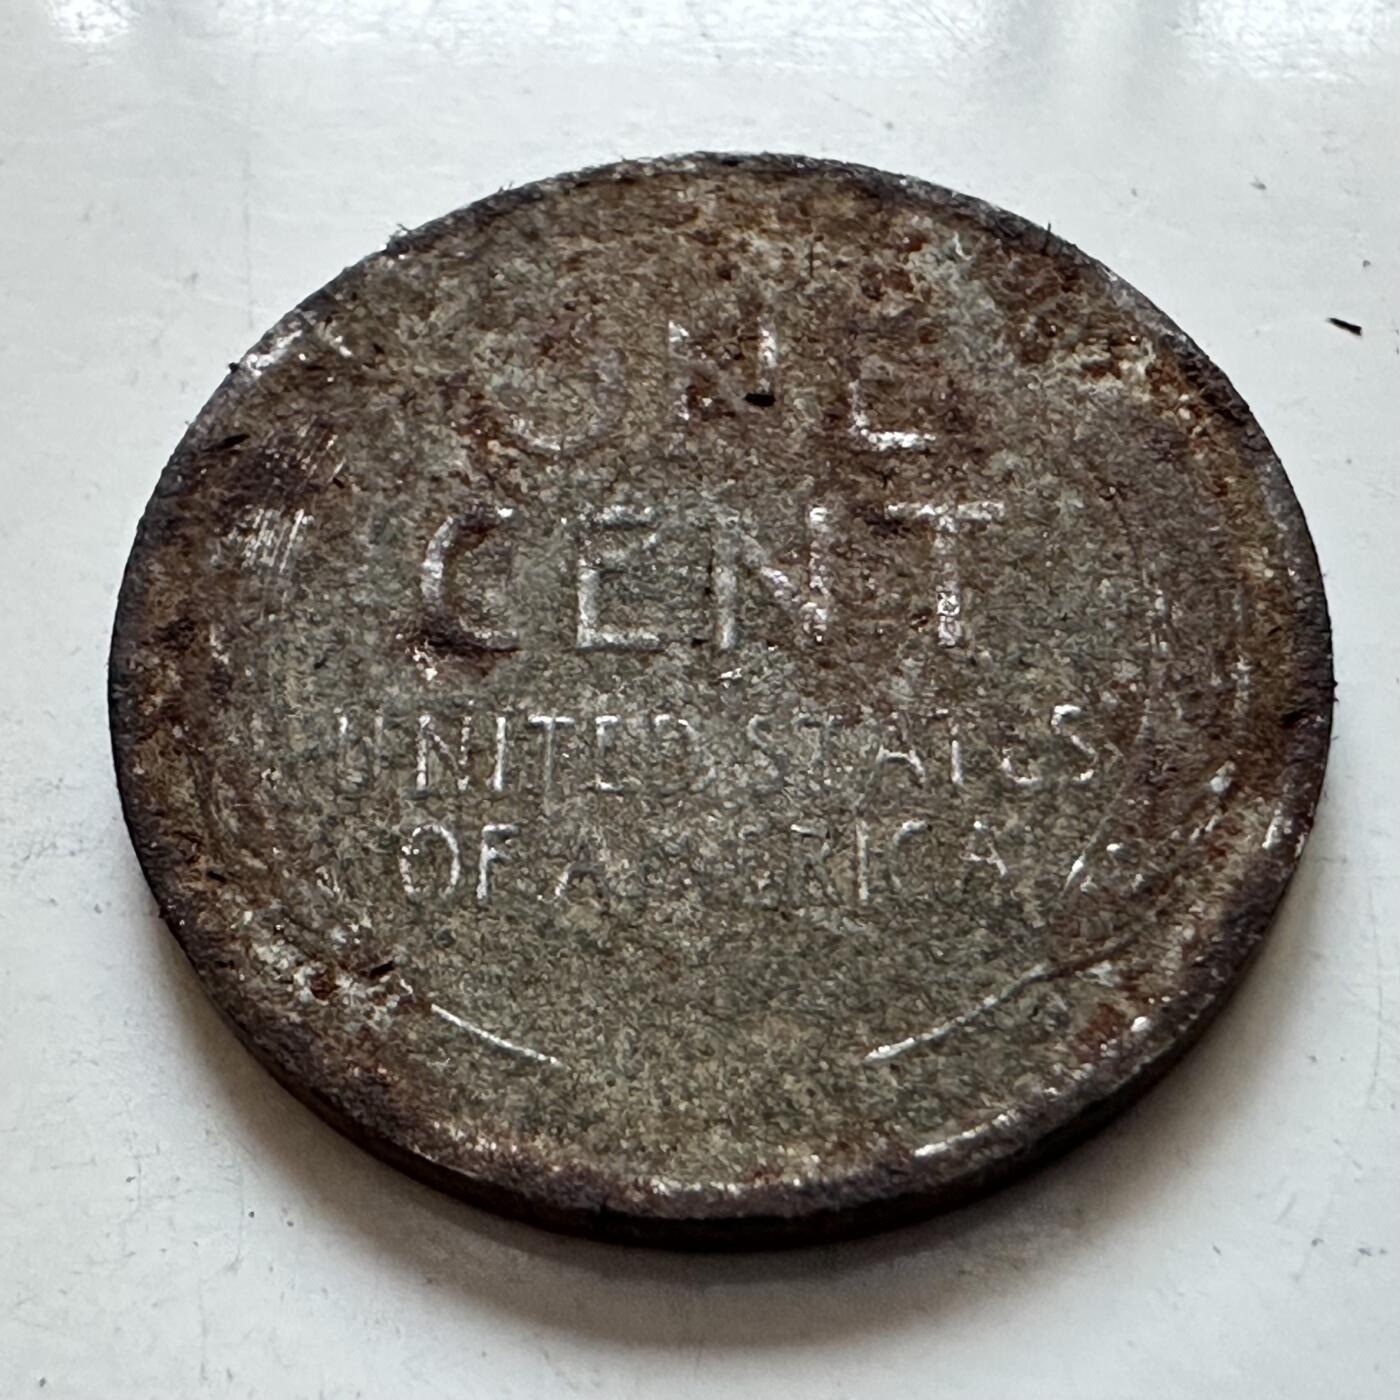 ONE
CENT
UNITED STATES
OF AMERICA